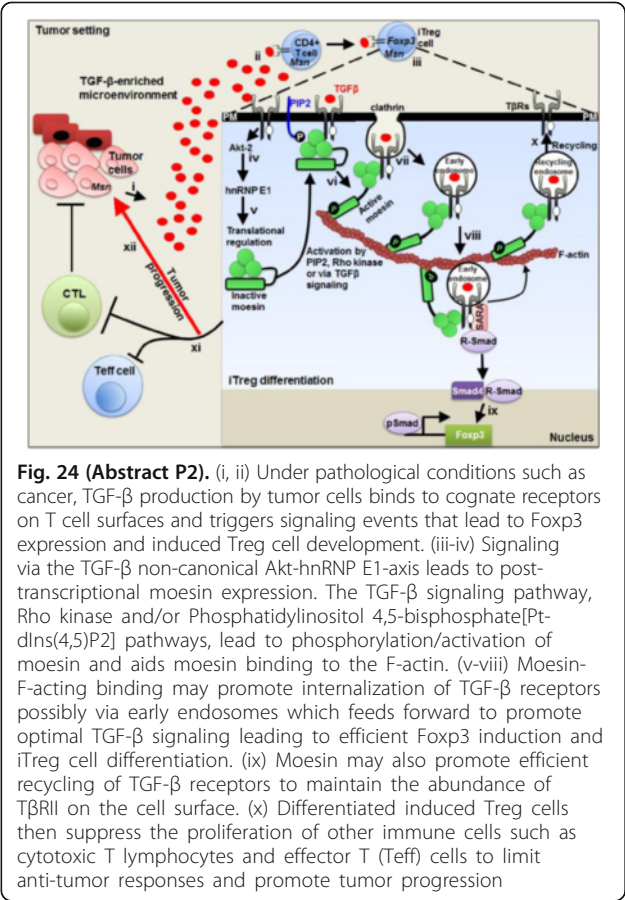 Tumor setting
TGF-β-enriched
microenvironment
ii
CD4+
T cell
Msn
Foxp3
Msn
iTreg
cell
iii
PM
PIP2
TGFβ
clathrin
TβRs
PM
Tumor
cells
Msn
i
Akt-2
iv
hnRNP E1
v
Translational
regulation
Inactive
moesin
P
vi
Activation by
PIP2, Rho kinase
or via TGFβ
signaling
P
Active
moesin
vii
Early
endosome
P
viii
x
Recycling
Recycling
endosome
P
F-actin
P
Early
endosome
SARA
R-Smad
xii
Tumor
progression
CTL
xi
Teff cell
iTreg differentiation
Smad4
R-Smad
ix
pSmad
Foxp3
Nucleus
Fig. 24 (Abstract P2). (i, ii) Under pathological conditions such as
cancer, TGF-β production by tumor cells binds to cognate receptors
on T cell surfaces and triggers signaling events that lead to Foxp3
expression and induced Treg cell development. (iii-iv) Signaling
via the TGF-β non-canonical Akt-hnRNP E1-axis leads to post-
transcriptional moesin expression. The TGF-β signaling pathway,
Rho kinase and/or Phosphatidylinositol 4,5-bisphosphate[Pt-
dIns(4,5)P2] pathways, lead to phosphorylation/activation of
moesin and aids moesin binding to the F-actin. (v-viii) Moesin-
F-acting binding may promote internalization of TGF-β receptors
possibly via early endosomes which feeds forward to promote
optimal TGF-β signaling leading to efficient Foxp3 induction and
iTreg cell differentiation. (ix) Moesin may also promote efficient
recycling of TGF-β receptors to maintain the abundance of
TβRII on the cell surface. (x) Differentiated induced Treg cells
then suppress the proliferation of other immune cells such as
cytotoxic T lymphocytes and effector T (Teff) cells to limit
anti-tumor responses and promote tumor progression